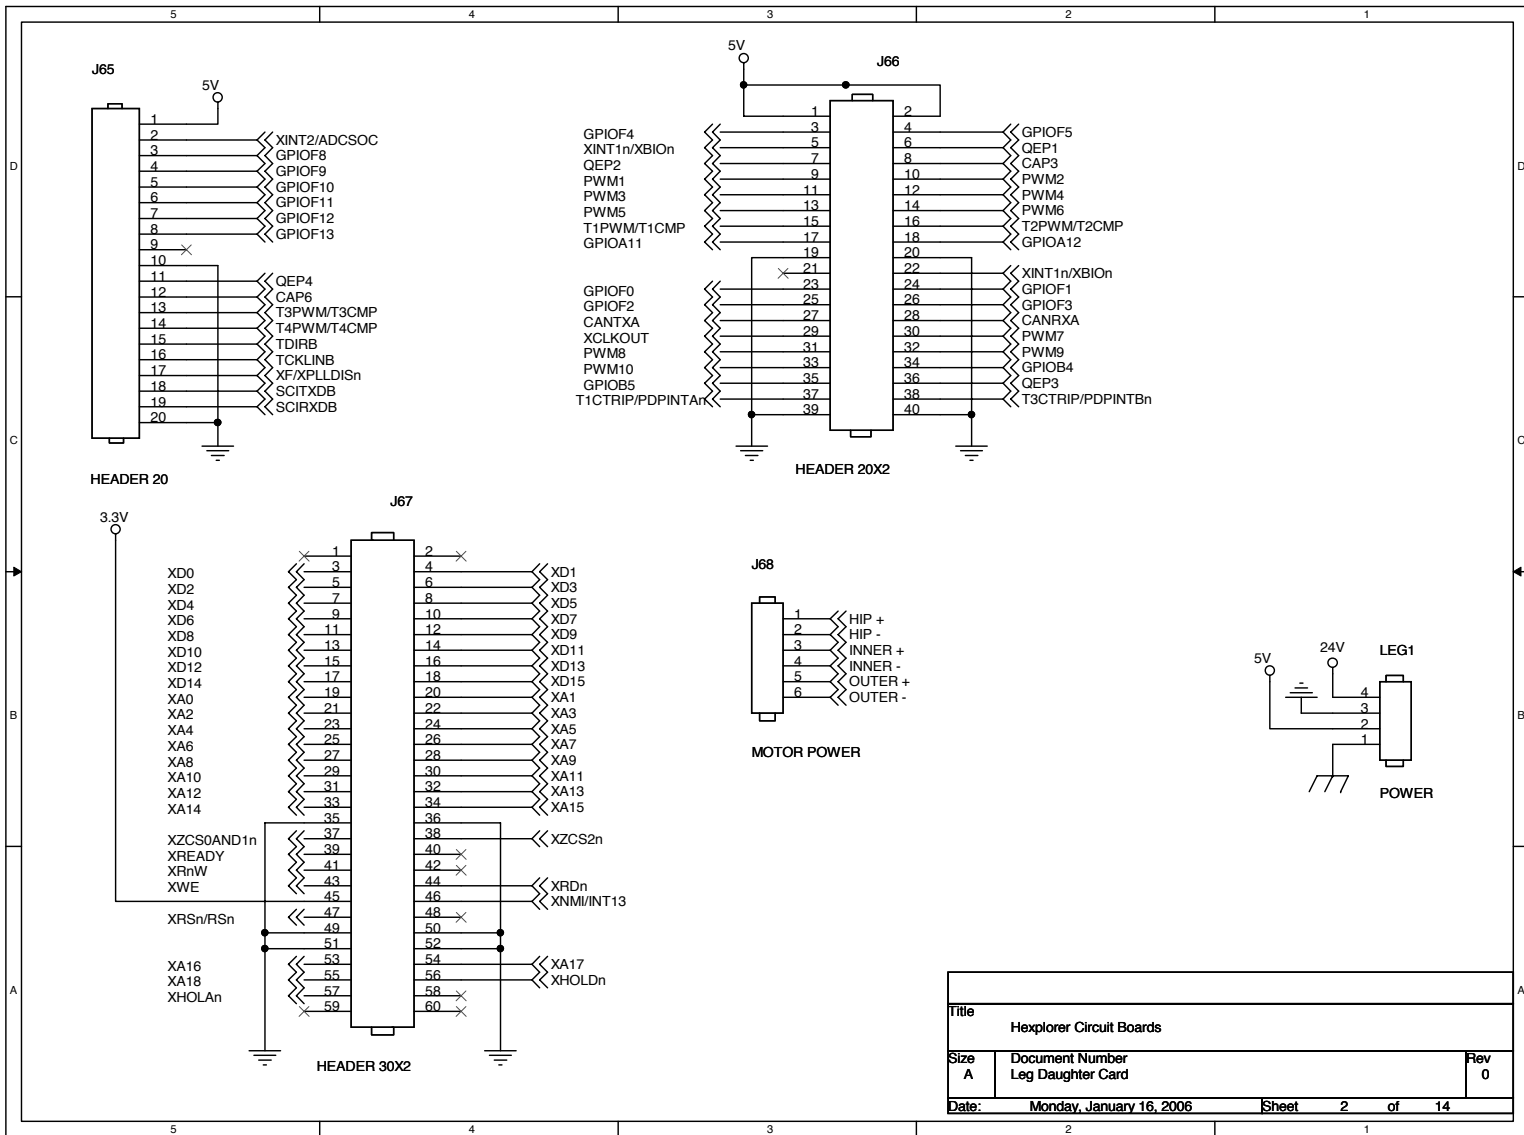 5 4 3 2 1
D
C
B
A
D
C
B
A
J65
5V
1
2 XINT2/ADCSOC
3 GPIOF8
4 GPIOF9
5 GPIOF10
6 GPIOF11
7 GPIOF12
8 GPIOF13
9
10
11 QEP4
12 CAP6
13 T3PWM/T3CMP
14 T4PWM/T4CMP
15 TDIRB
16 TCKLINB
17 XF/XPLLDISn
18 SCITXDB
19 SCIRXDB
20
HEADER 20
5V
J66
1 2
GPIOF4 3 4 GPIOF5
XINT1n/XBIOn 5 6 QEP1
QEP2 7 8 CAP3
PWM1 9 10 PWM2
PWM3 11 12 PWM4
PWM5 13 14 PWM6
T1PWM/T1CMP 15 16 T2PWM/T2CMP
GPIOA11 17 18 GPIOA12
19 20
21 22 XINT1n/XBIOn
GPIOF0 23 24 GPIOF1
GPIOF2 25 26 GPIOF3
CANTXA 27 28 CANRXA
XCLKOUT 29 30 PWM7
PWM8 31 32 PWM9
PWM10 33 34 GPIOB4
GPIOB5 35 36 QEP3
T1CTRIP/PDPINTAn 37 38 T3CTRIP/PDPINTBn
39 40
HEADER 20X2
3.3V
J67
1 2
XD0 3 4 XD1
XD2 5 6 XD3
XD4 7 8 XD5
XD6 9 10 XD7
XD8 11 12 XD9
XD10 13 14 XD11
XD12 15 16 XD13
XD14 17 18 XD15
XA0 19 20 XA1
XA2 21 22 XA3
XA4 23 24 XA5
XA6 25 26 XA7
XA8 27 28 XA9
XA10 29 30 XA11
XA12 31 32 XA13
XA14 33 34 XA15
35 36
XZCS0AND1n 37 38 XZCS2n
XREADY 39 40
XRnW 41 42
XWE 43 44 XRDn
45 46 XNMI/INT13
XRSn/RSn 47 48
49 50
51 52
XA16 53 54 XA17
XA18 55 56 XHOLDn
XHOLAn 57 58
59 60
HEADER 30X2
J68
1 HIP +
2 HIP -
3 INNER +
4 INNER -
5 OUTER +
6 OUTER -
MOTOR POWER
5V 24V LEG1
4
3
2
1
POWER
Title
Hexplorer Circuit Boards
Size Document Number Rev
A Leg Daughter Card 0
Date: Monday, January 16, 2006 Sheet 2 of 14
5 4 3 2 1